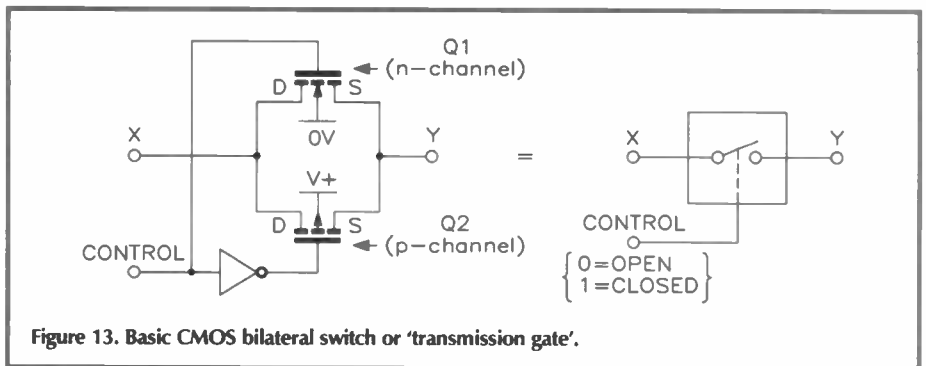 Q1
(n-channel)
D S
0V
X Y
V+
D S
Q2
(p-channel)
CONTROL
=
X Y
CONTROL
0=OPEN
1=CLOSED
Figure 13. Basic CMOS bilateral switch or 'transmission gate'.